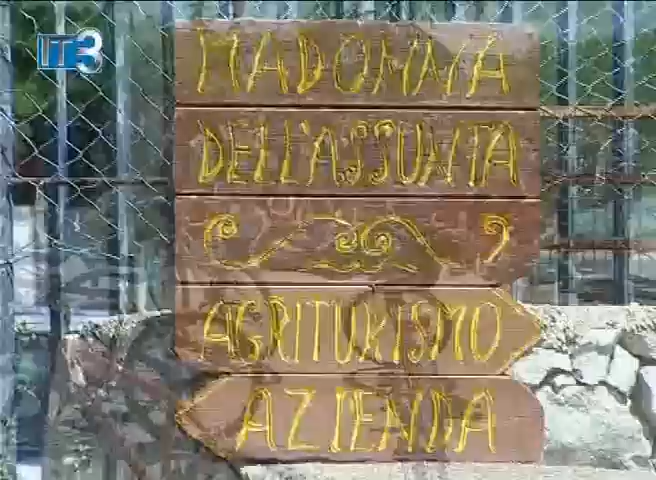 IT3
MADONNA
DELL'ASSUNTA
AGRITURISMO
AZIENDA